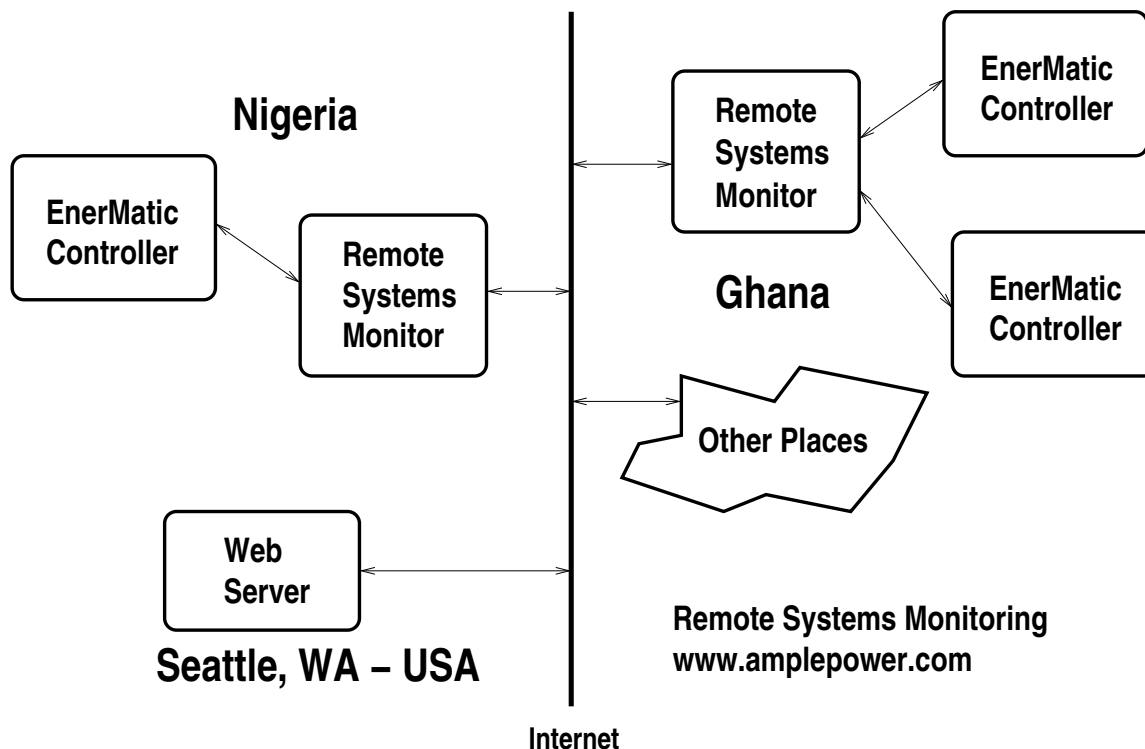 Nigeria
EnerMatic
Controller
Remote
Systems
Monitor
Remote
Systems
Monitor
EnerMatic
Controller
EnerMatic
Controller
Ghana
Other Places
Web
Server
Seattle, WA – USA
Remote Systems Monitoring
www.amplepower.com
Internet